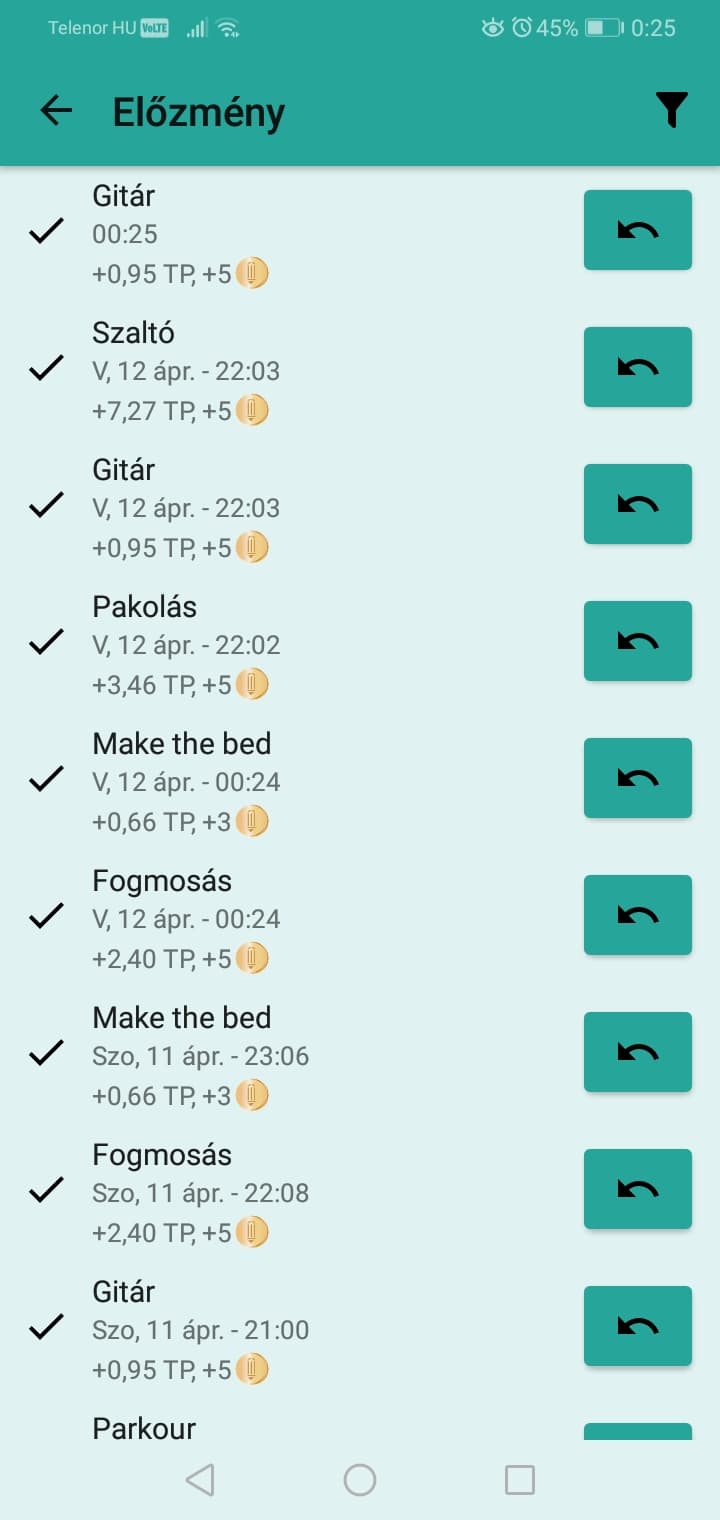 Telenor HU VoLTE 45% 0:25
Előzmény
Gitár
00:25
+0,95 TP, +5
Szaltó
V, 12 ápr. - 22:03
+7,27 TP, +5
Gitár
V, 12 ápr. - 22:03
+0,95 TP, +5
Pakolás
V, 12 ápr. - 22:02
+3,46 TP, +5
Make the bed
V, 12 ápr. - 00:24
+0,66 TP, +3
Fogmosás
V, 12 ápr. - 00:24
+2,40 TP, +5
Make the bed
Szo, 11 ápr. - 23:06
+0,66 TP, +3
Fogmosás
Szo, 11 ápr. - 22:08
+2,40 TP, +5
Gitár
Szo, 11 ápr. - 21:00
+0,95 TP, +5
Parkour